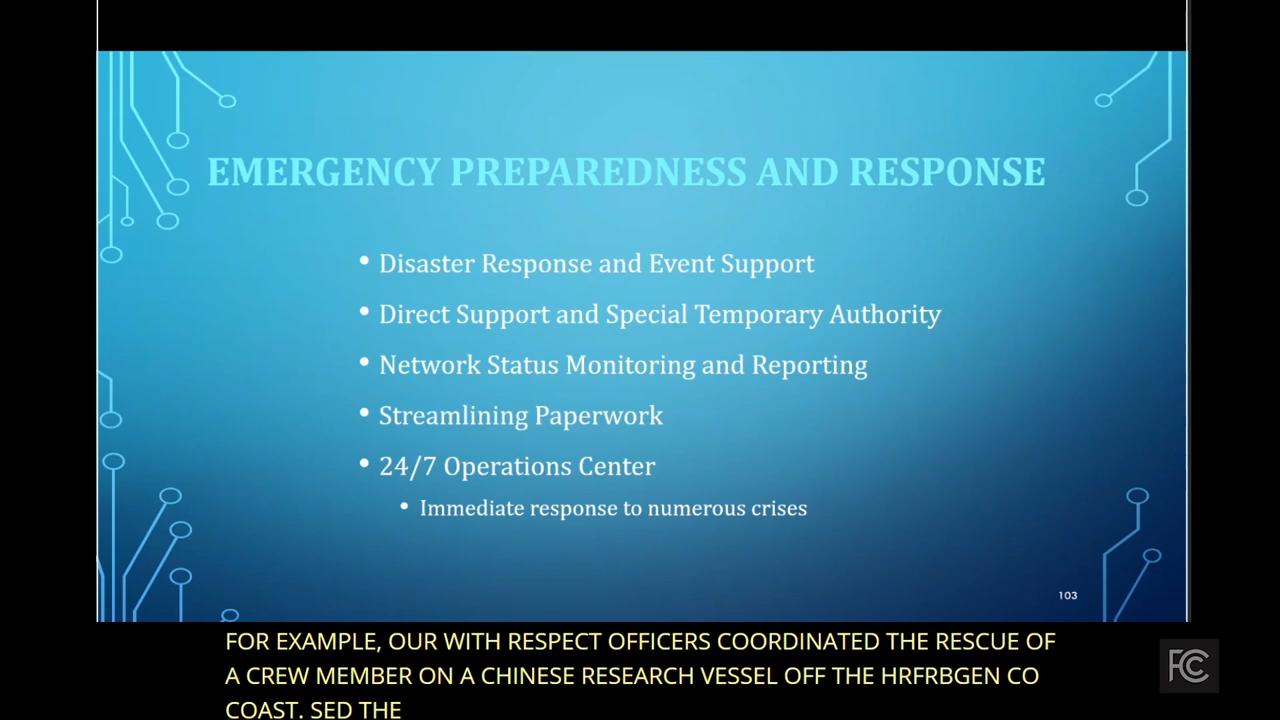 EMERGENCY PREPAREDNESS AND RESPONSE
• Disaster Response and Event Support
• Direct Support and Special Temporary Authority
• Network Status Monitoring and Reporting
• Streamlining Paperwork
• 24/7 Operations Center
• Immediate response to numerous crises
103
FOR EXAMPLE, OUR WITH RESPECT OFFICERS COORDINATED THE RESCUE OF
A CREW MEMBER ON A CHINESE RESEARCH VESSEL OFF THE HRFRBGEN CO
COAST. SED THE
FCC